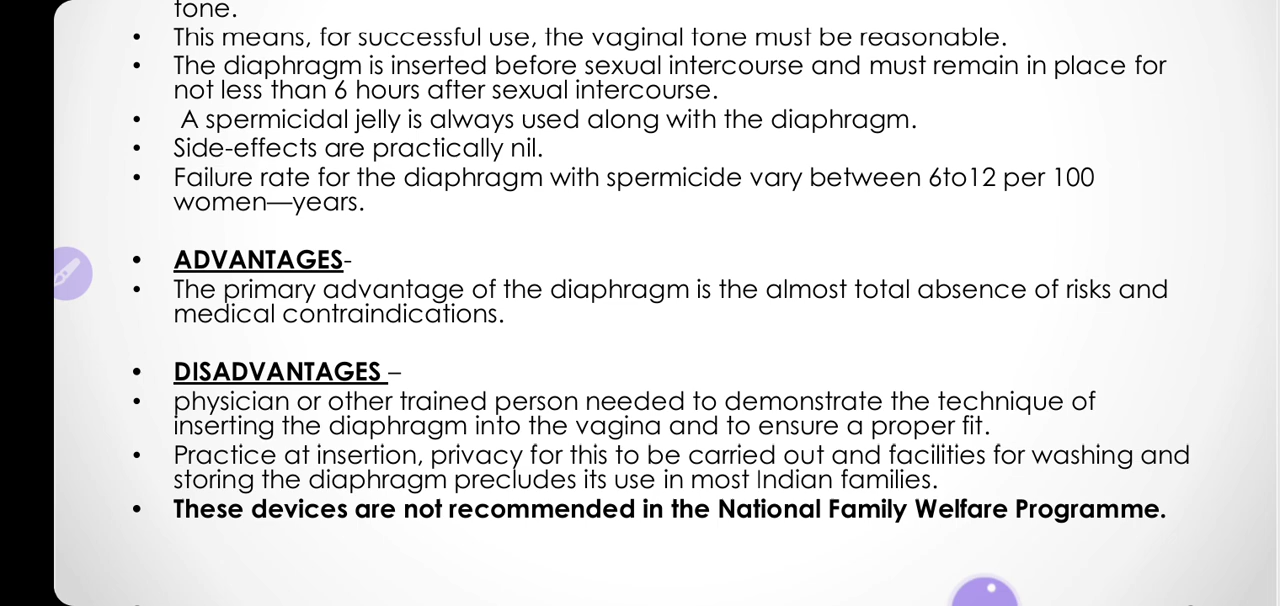 tone.
• This means, for successful use, the vaginal tone must be reasonable.
• The diaphragm is inserted before sexual intercourse and must remain in place for
not less than 6 hours after sexual intercourse.
• A spermicidal jelly is always used along with the diaphragm.
• Side-effects are practically nil.
• Failure rate for the diaphragm with spermicide vary between 6to12 per 100
women—years.
• ADVANTAGES-
• The primary advantage of the diaphragm is the almost total absence of risks and
medical contraindications.
• DISADVANTAGES –
• physician or other trained person needed to demonstrate the technique of
inserting the diaphragm into the vagina and to ensure a proper fit.
• Practice at insertion, privacy for this to be carried out and facilities for washing and
storing the diaphragm precludes its use in most Indian families.
• These devices are not recommended in the National Family Welfare Programme.